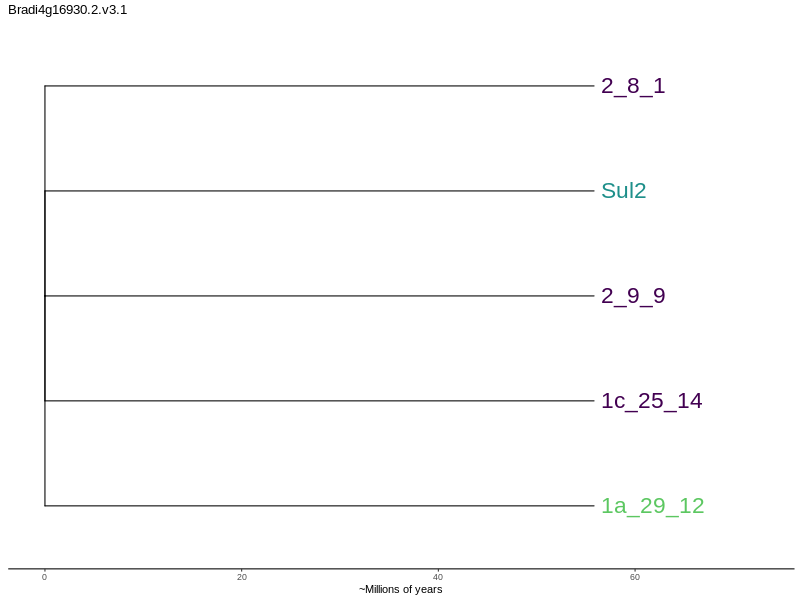 Bradi4g16930.2.v3.1
2_8_1
Sul2
2_9_9
1c_25_14
1a_29_12
0 20 40 60
~Millions of years